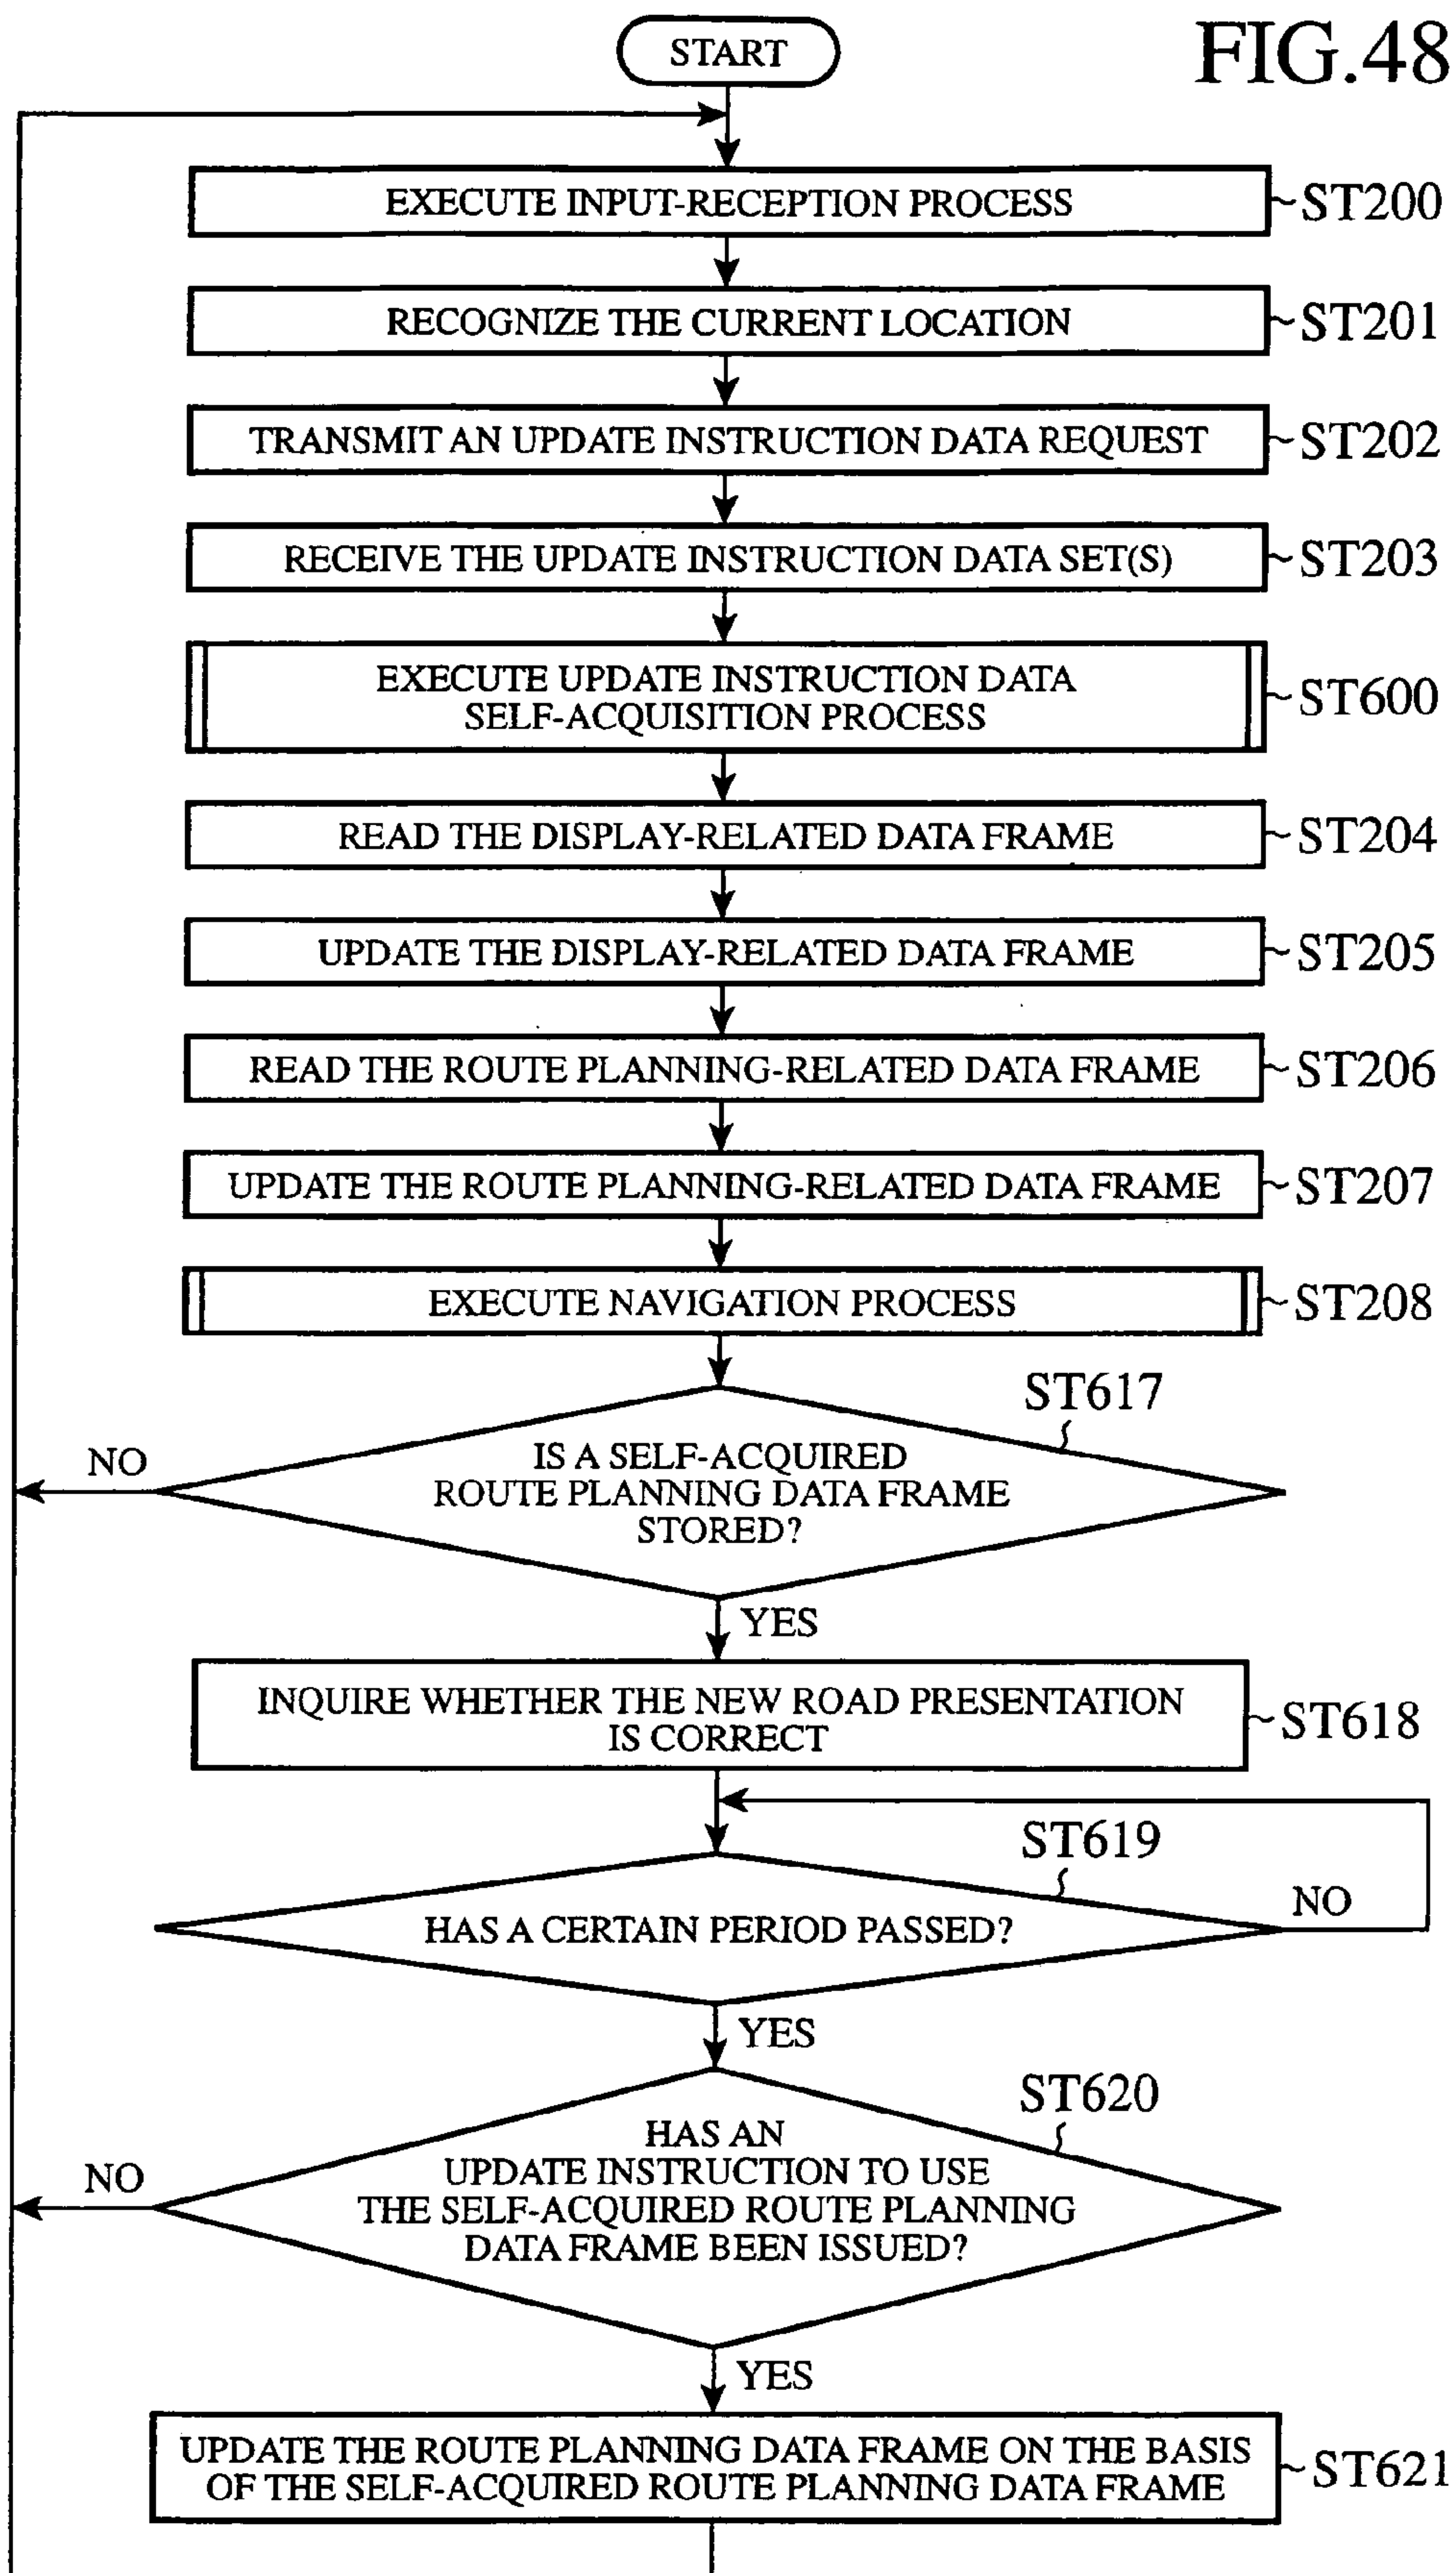 FIG.48
START
EXECUTE INPUT-RECEPTION PROCESS
ST200
RECOGNIZE THE CURRENT LOCATION
ST201
TRANSMIT AN UPDATE INSTRUCTION DATA REQUEST
ST202
RECEIVE THE UPDATE INSTRUCTION DATA SET(S)
ST203
EXECUTE UPDATE INSTRUCTION DATA
SELF-ACQUISITION PROCESS
ST600
READ THE DISPLAY-RELATED DATA FRAME
ST204
UPDATE THE DISPLAY-RELATED DATA FRAME
ST205
READ THE ROUTE PLANNING-RELATED DATA FRAME
ST206
UPDATE THE ROUTE PLANNING-RELATED DATA FRAME
ST207
EXECUTE NAVIGATION PROCESS
ST208
ST617
NO
IS A SELF-ACQUIRED
ROUTE PLANNING DATA FRAME
STORED?
YES
INQUIRE WHETHER THE NEW ROAD PRESENTATION
IS CORRECT
ST618
ST619
NO
HAS A CERTAIN PERIOD PASSED?
YES
ST620
HAS AN
UPDATE INSTRUCTION TO USE
THE SELF-ACQUIRED ROUTE PLANNING
DATA FRAME BEEN ISSUED?
NO
YES
UPDATE THE ROUTE PLANNING DATA FRAME ON THE BASIS
OF THE SELF-ACQUIRED ROUTE PLANNING DATA FRAME
ST621